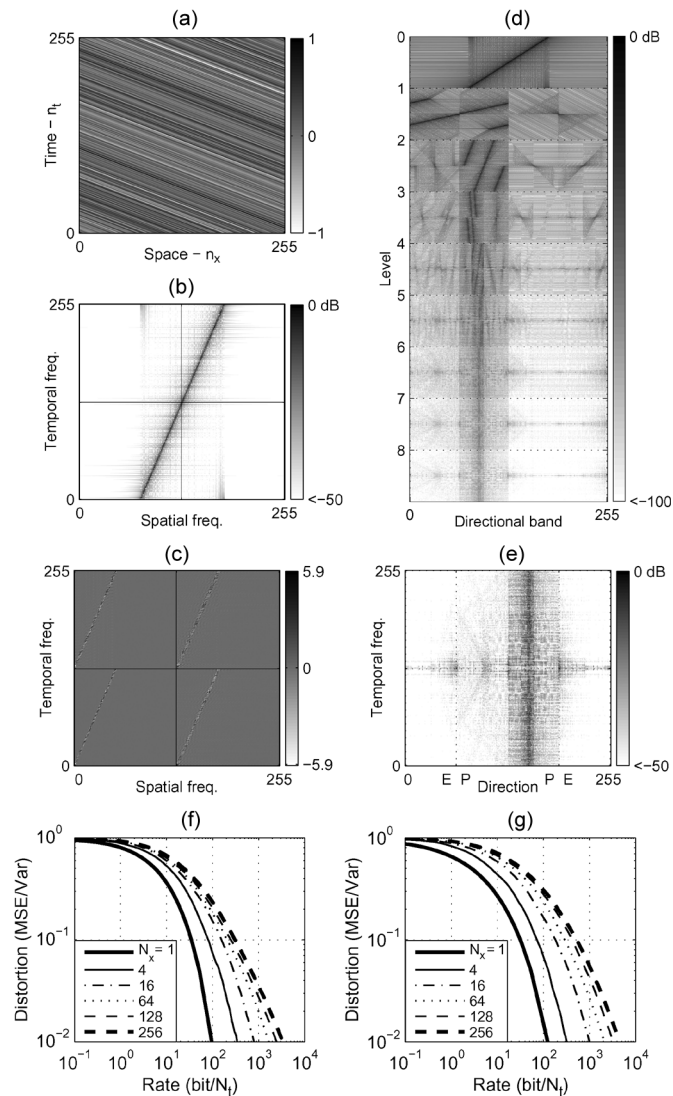 (a)
255
Time – n_t
0
0
Space – n_x
255
1
0
−1
(b)
255
Temporal freq.
0
0
Spatial freq.
255
0 dB
<−50
(c)
255
Temporal freq.
0
0
Spatial freq.
255
5.9
0
−5.9
(d)
0
1
2
3
4
5
6
7
8
Level
0
Directional band
255
0 dB
<−100
(e)
255
Temporal freq.
0
0 E P Direction P E 255
0 dB
<−50
(f)
Distortion (MSE/Var)
10^0
10^−1
10^−2
N_x = 1
4
16
64
128
256
10^−1 10^0 10^1 10^2 10^3 10^4
Rate (bit/N_t)
(g)
Distortion (MSE/Var)
10^0
10^−1
10^−2
N_x = 1
4
16
64
128
256
10^−1 10^0 10^1 10^2 10^3 10^4
Rate (bit/N_t)